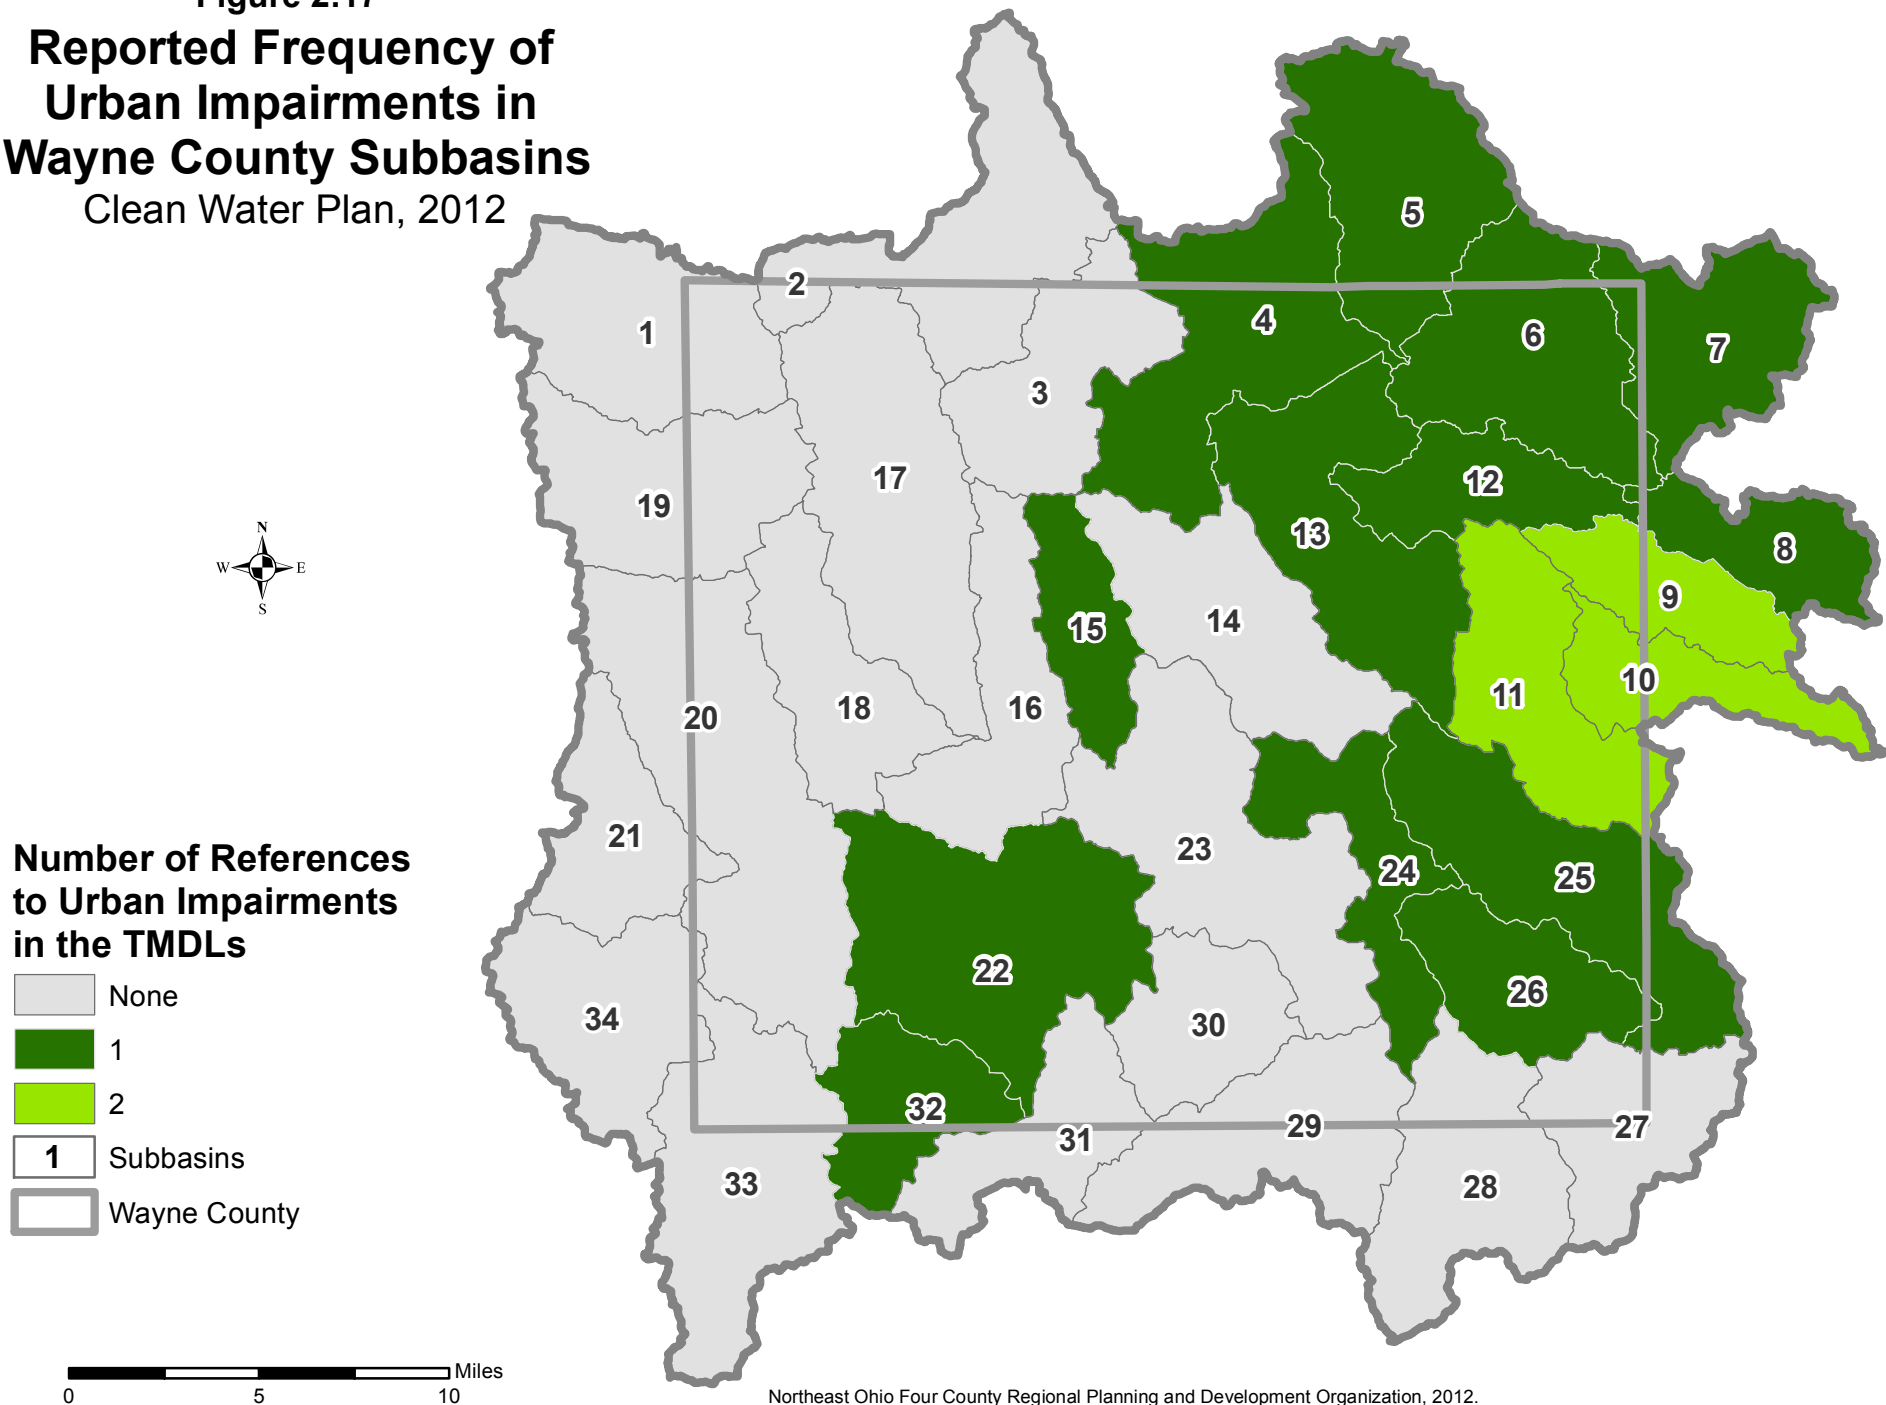 Figure 2.17
Reported Frequency of
Urban Impairments in
Wayne County Subbasins
Clean Water Plan, 2012
5
2
1
4
6
7
3
17
12
19
13
8
9
15
14
10
11
18
16
20
21
23
24
25
22
26
34
30
32
29
27
31
33
28
N
W E
S
Number of References
to Urban Impairments
in the TMDLs
None
1
2
1 Subbasins
Wayne County
Miles
0 5 10
Northeast Ohio Four County Regional Planning and Development Organization, 2012.